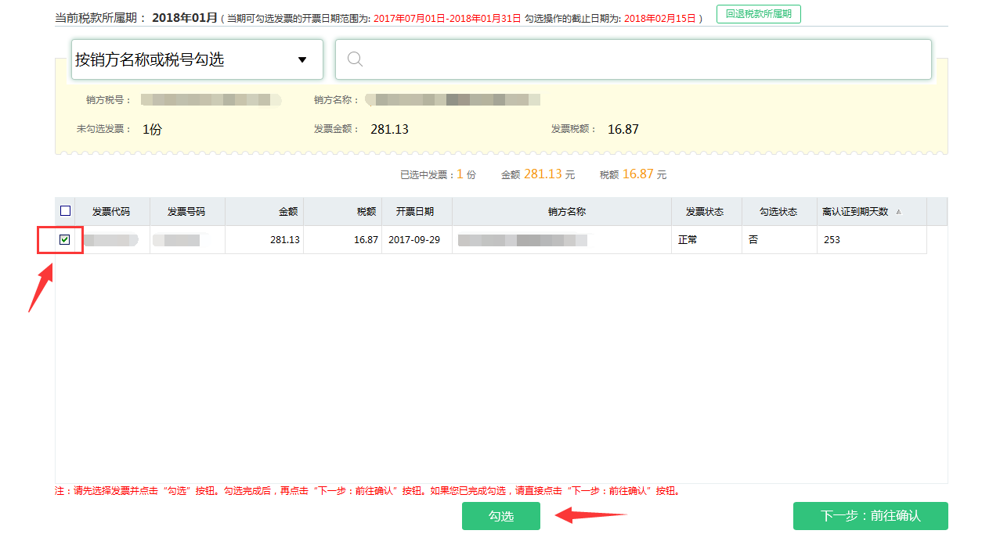 当前税款所属期： 2018年01月 ( 当期可勾选发票的开票日期范围为: 2017年07月01日-2018年01月31日 勾选操作的截止日期为: 2018年02月15日 ) 回退税款所属期
按销方名称或税号勾选
销方税号： 销方名称：
未勾选发票： 1份 发票金额： 281.13 发票税额： 16.87
已选中发票：1 份 金额 281.13 元 税额 16.87 元
发票代码 发票号码 金额 税额 开票日期 销方名称 发票状态 勾选状态 离认证到期天数
281.13 16.87 2017-09-29 正常 否 253
注：请先选择发票并点击“勾选”按钮。勾选完成后，再点击“下一步：前往确认”按钮。如果您已完成勾选，请直接点击“下一步：前往确认”按钮。
勾选 下一步：前往确认